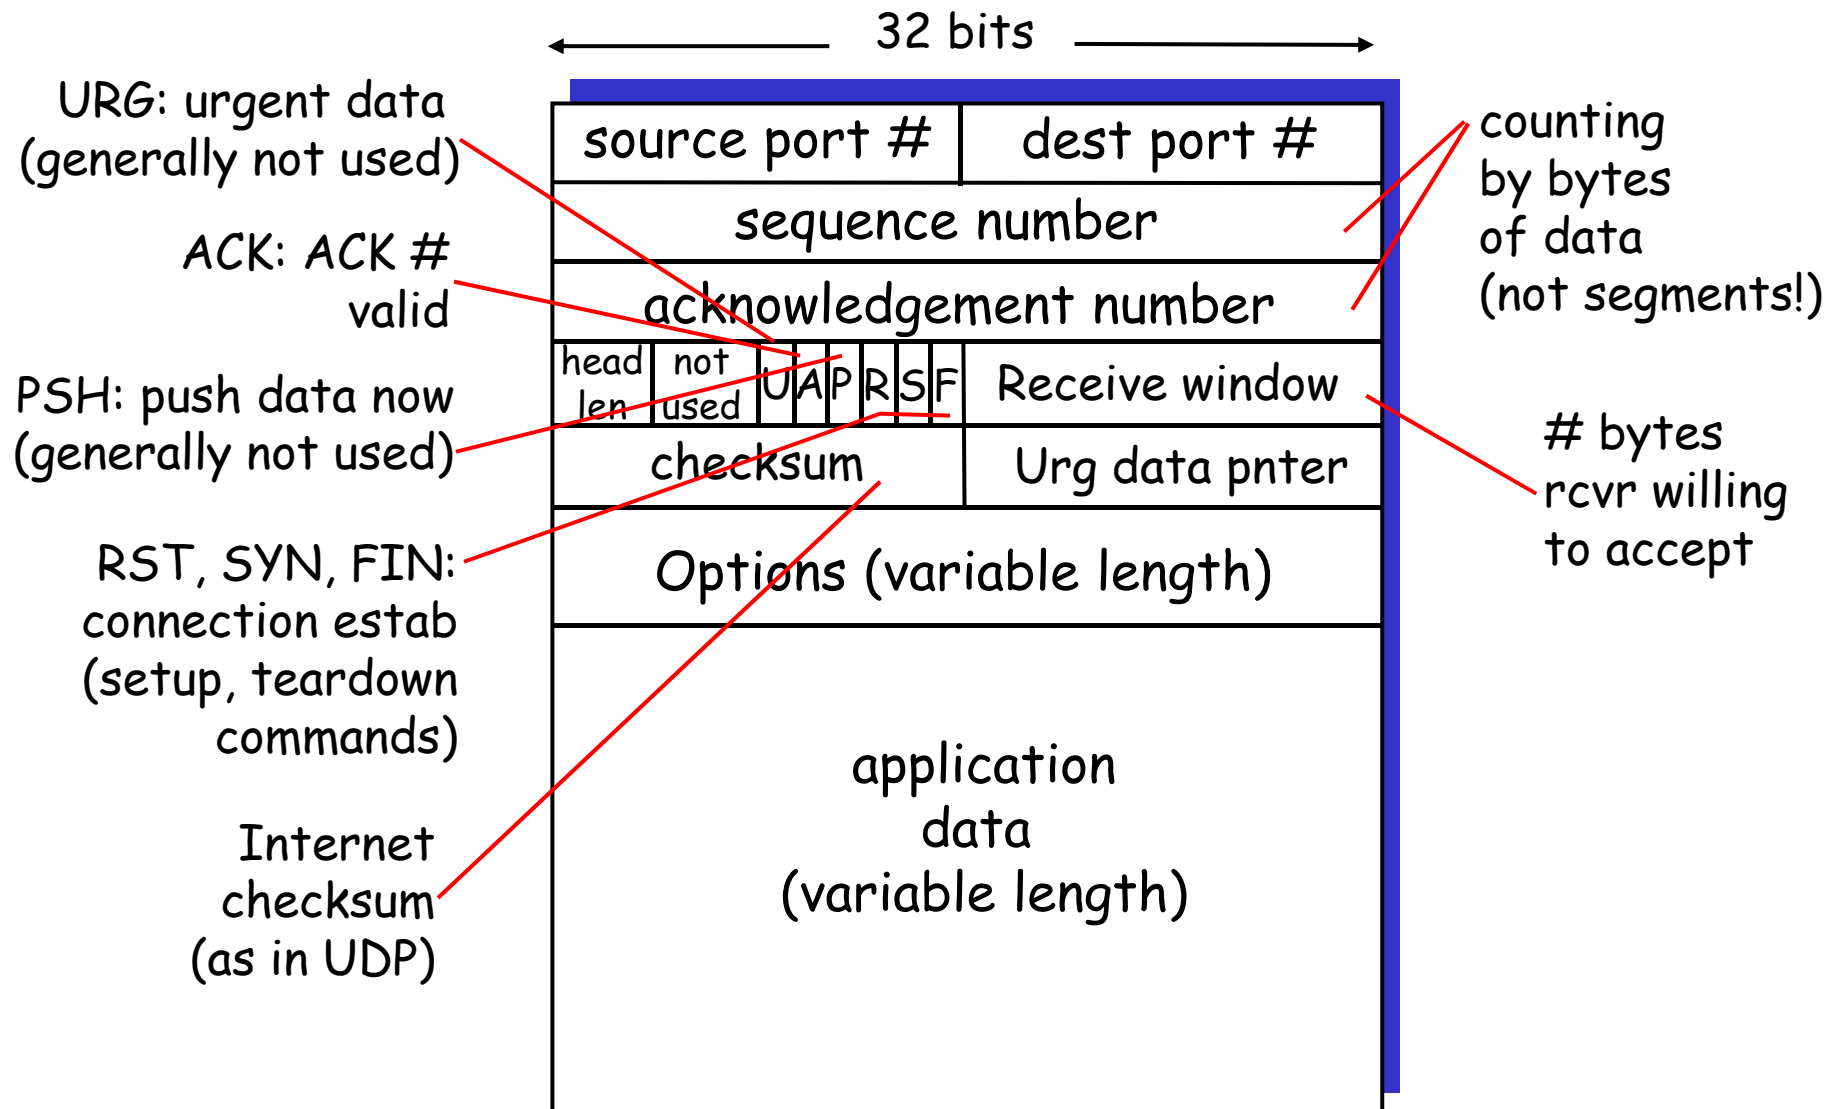 32 bits
URG: urgent data
(generally not used)
ACK: ACK #
valid
PSH: push data now
(generally not used)
RST, SYN, FIN:
connection estab
(setup, teardown
commands)
Internet
checksum
(as in UDP)
source port #
dest port #
sequence number
acknowledgement number
head
len
not
used
U
A
P
R
S
F
Receive window
checksum
Urg data pnter
Options (variable length)
application
data
(variable length)
counting
by bytes
of data
(not segments!)
# bytes
rcvr willing
to accept